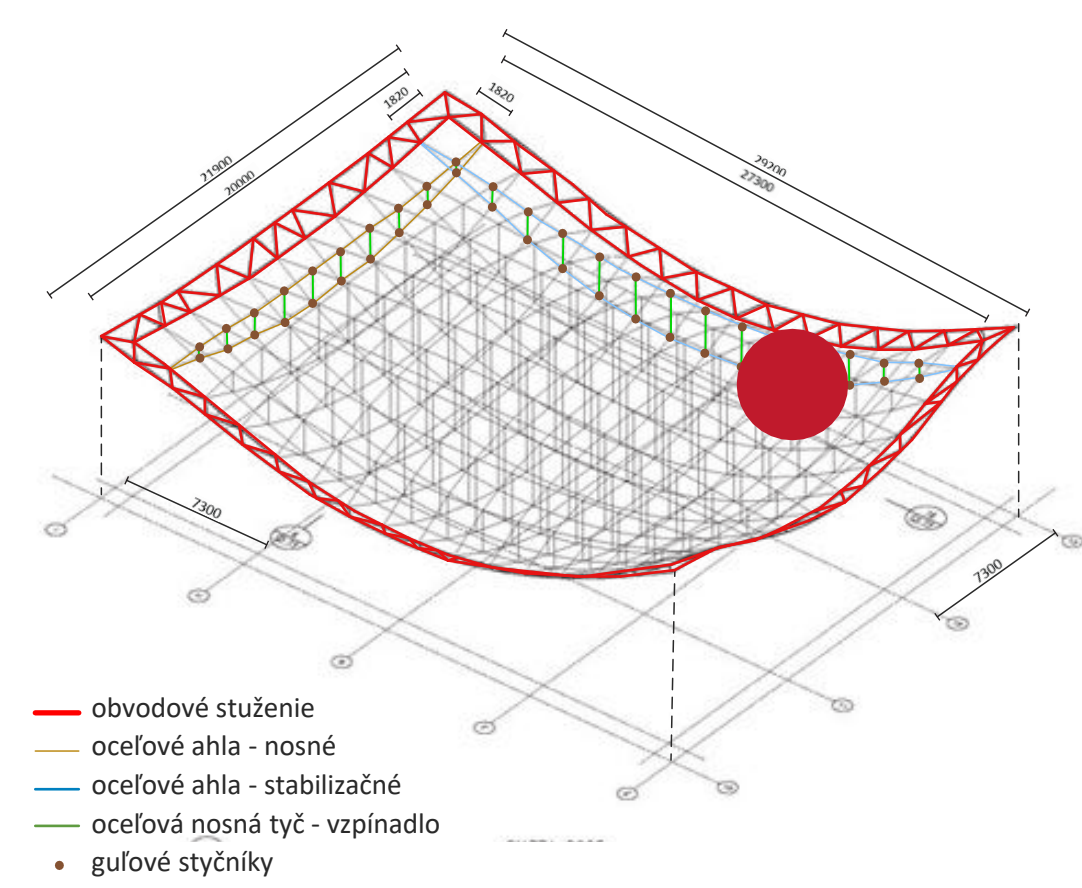 1820
1820
21900
20000
29200
27300
7300
7300
obvodové stuženie
oceľové ahla - nosné
oceľové ahla - stabilizačné
oceľová nosná tyč - vzpínadlo
guľové styčníky